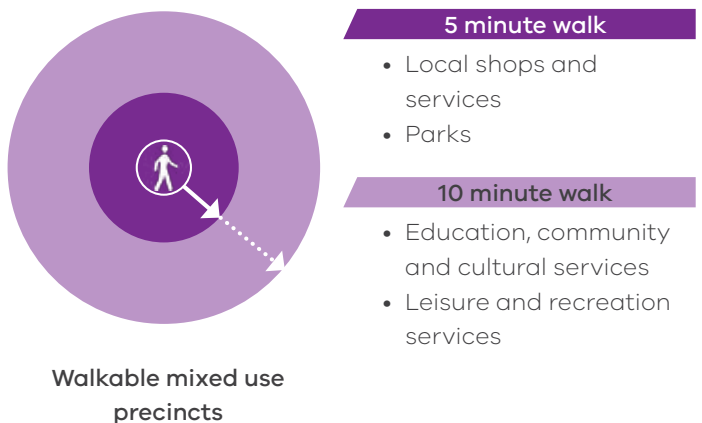 5 minute walk
• Local shops and
services
• Parks
10 minute walk
• Education, community
and cultural services
• Leisure and recreation
services
Walkable mixed use
precincts